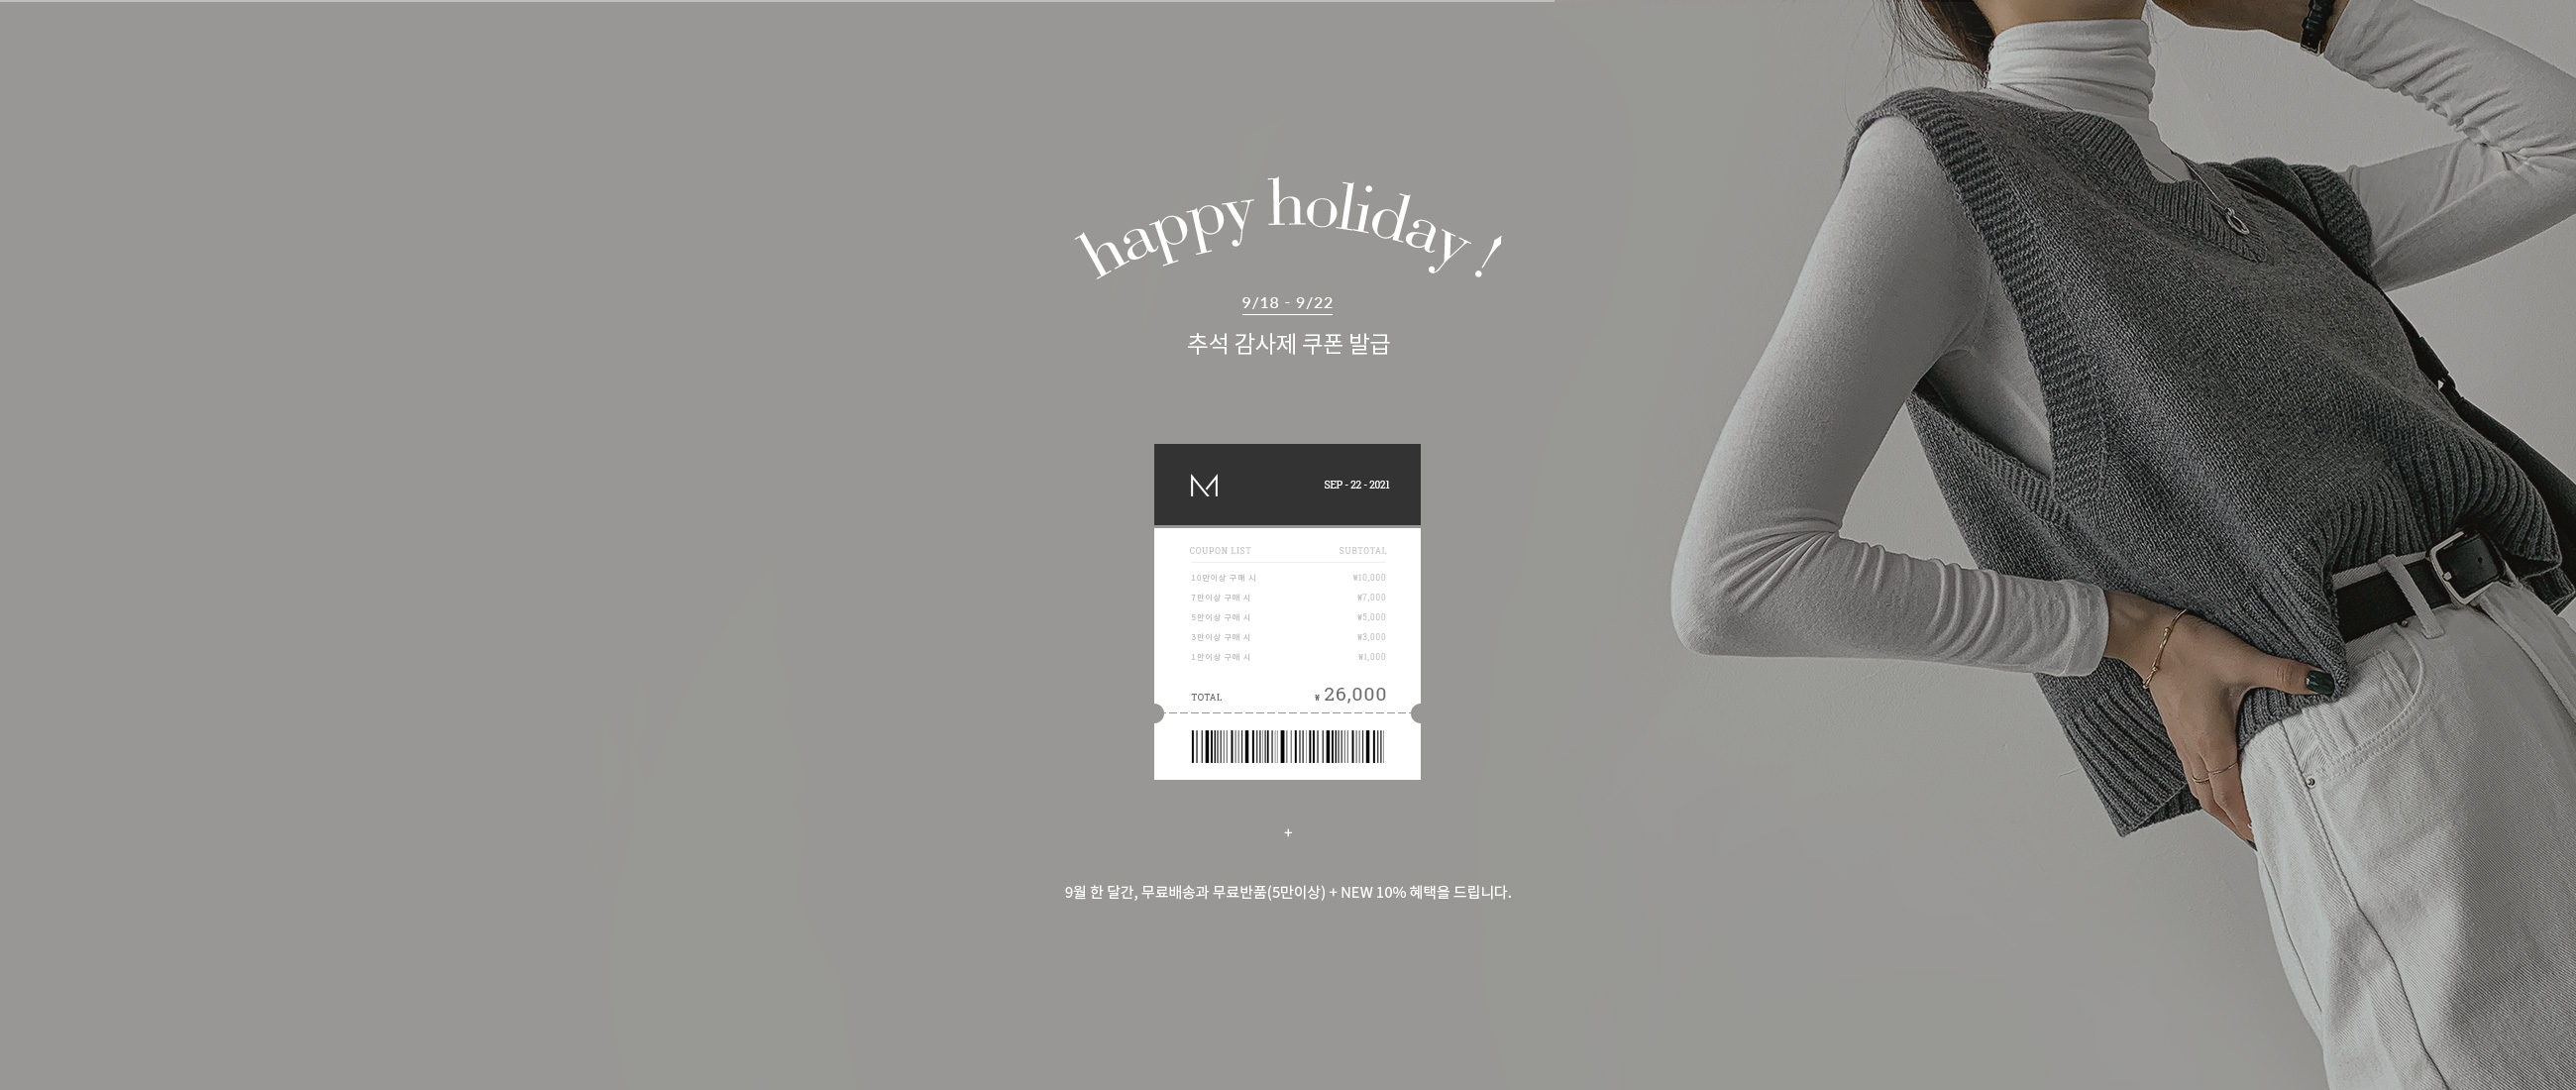 happy holiday !
9/18 - 9/22
추석 감사제 쿠폰 발급
M
SEP - 22 - 2021
COUPON LIST SUBTOTAL
10만이상 구매 시 ₩10,000
7만이상 구매 시 ₩7,000
5만이상 구매 시 ₩5,000
3만이상 구매 시 ₩3,000
1만이상 구매 시 ₩1,000
TOTAL ₩ 26,000
+
9월 한 달간, 무료배송과 무료반품(5만이상) + NEW 10% 혜택을 드립니다.